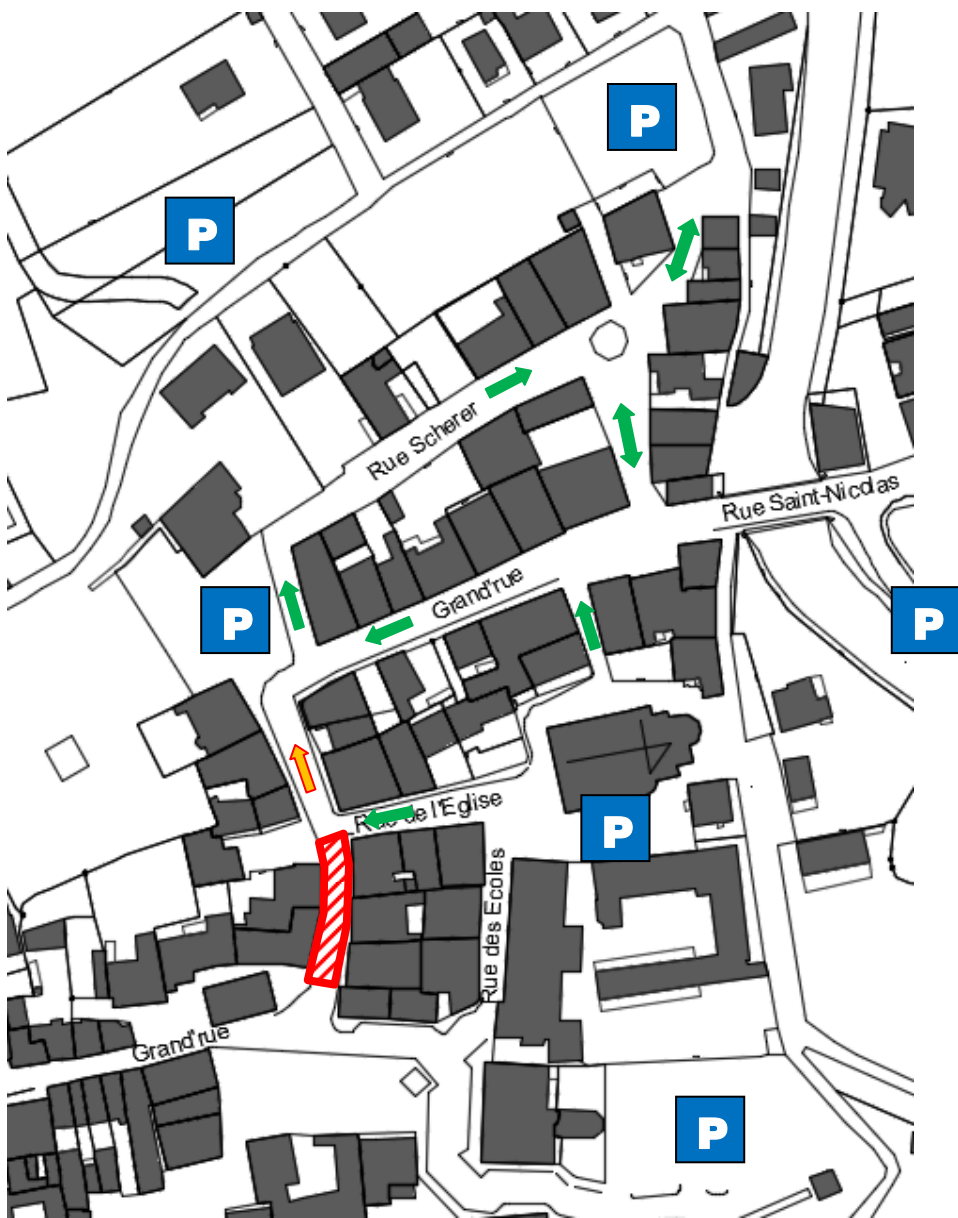 P
P
Rue Scherer
Rue Saint-Nicolas
Grand'rue
P
P
Rue de l'Eglise
P
Rue des Ecoles
Grand'rue
P